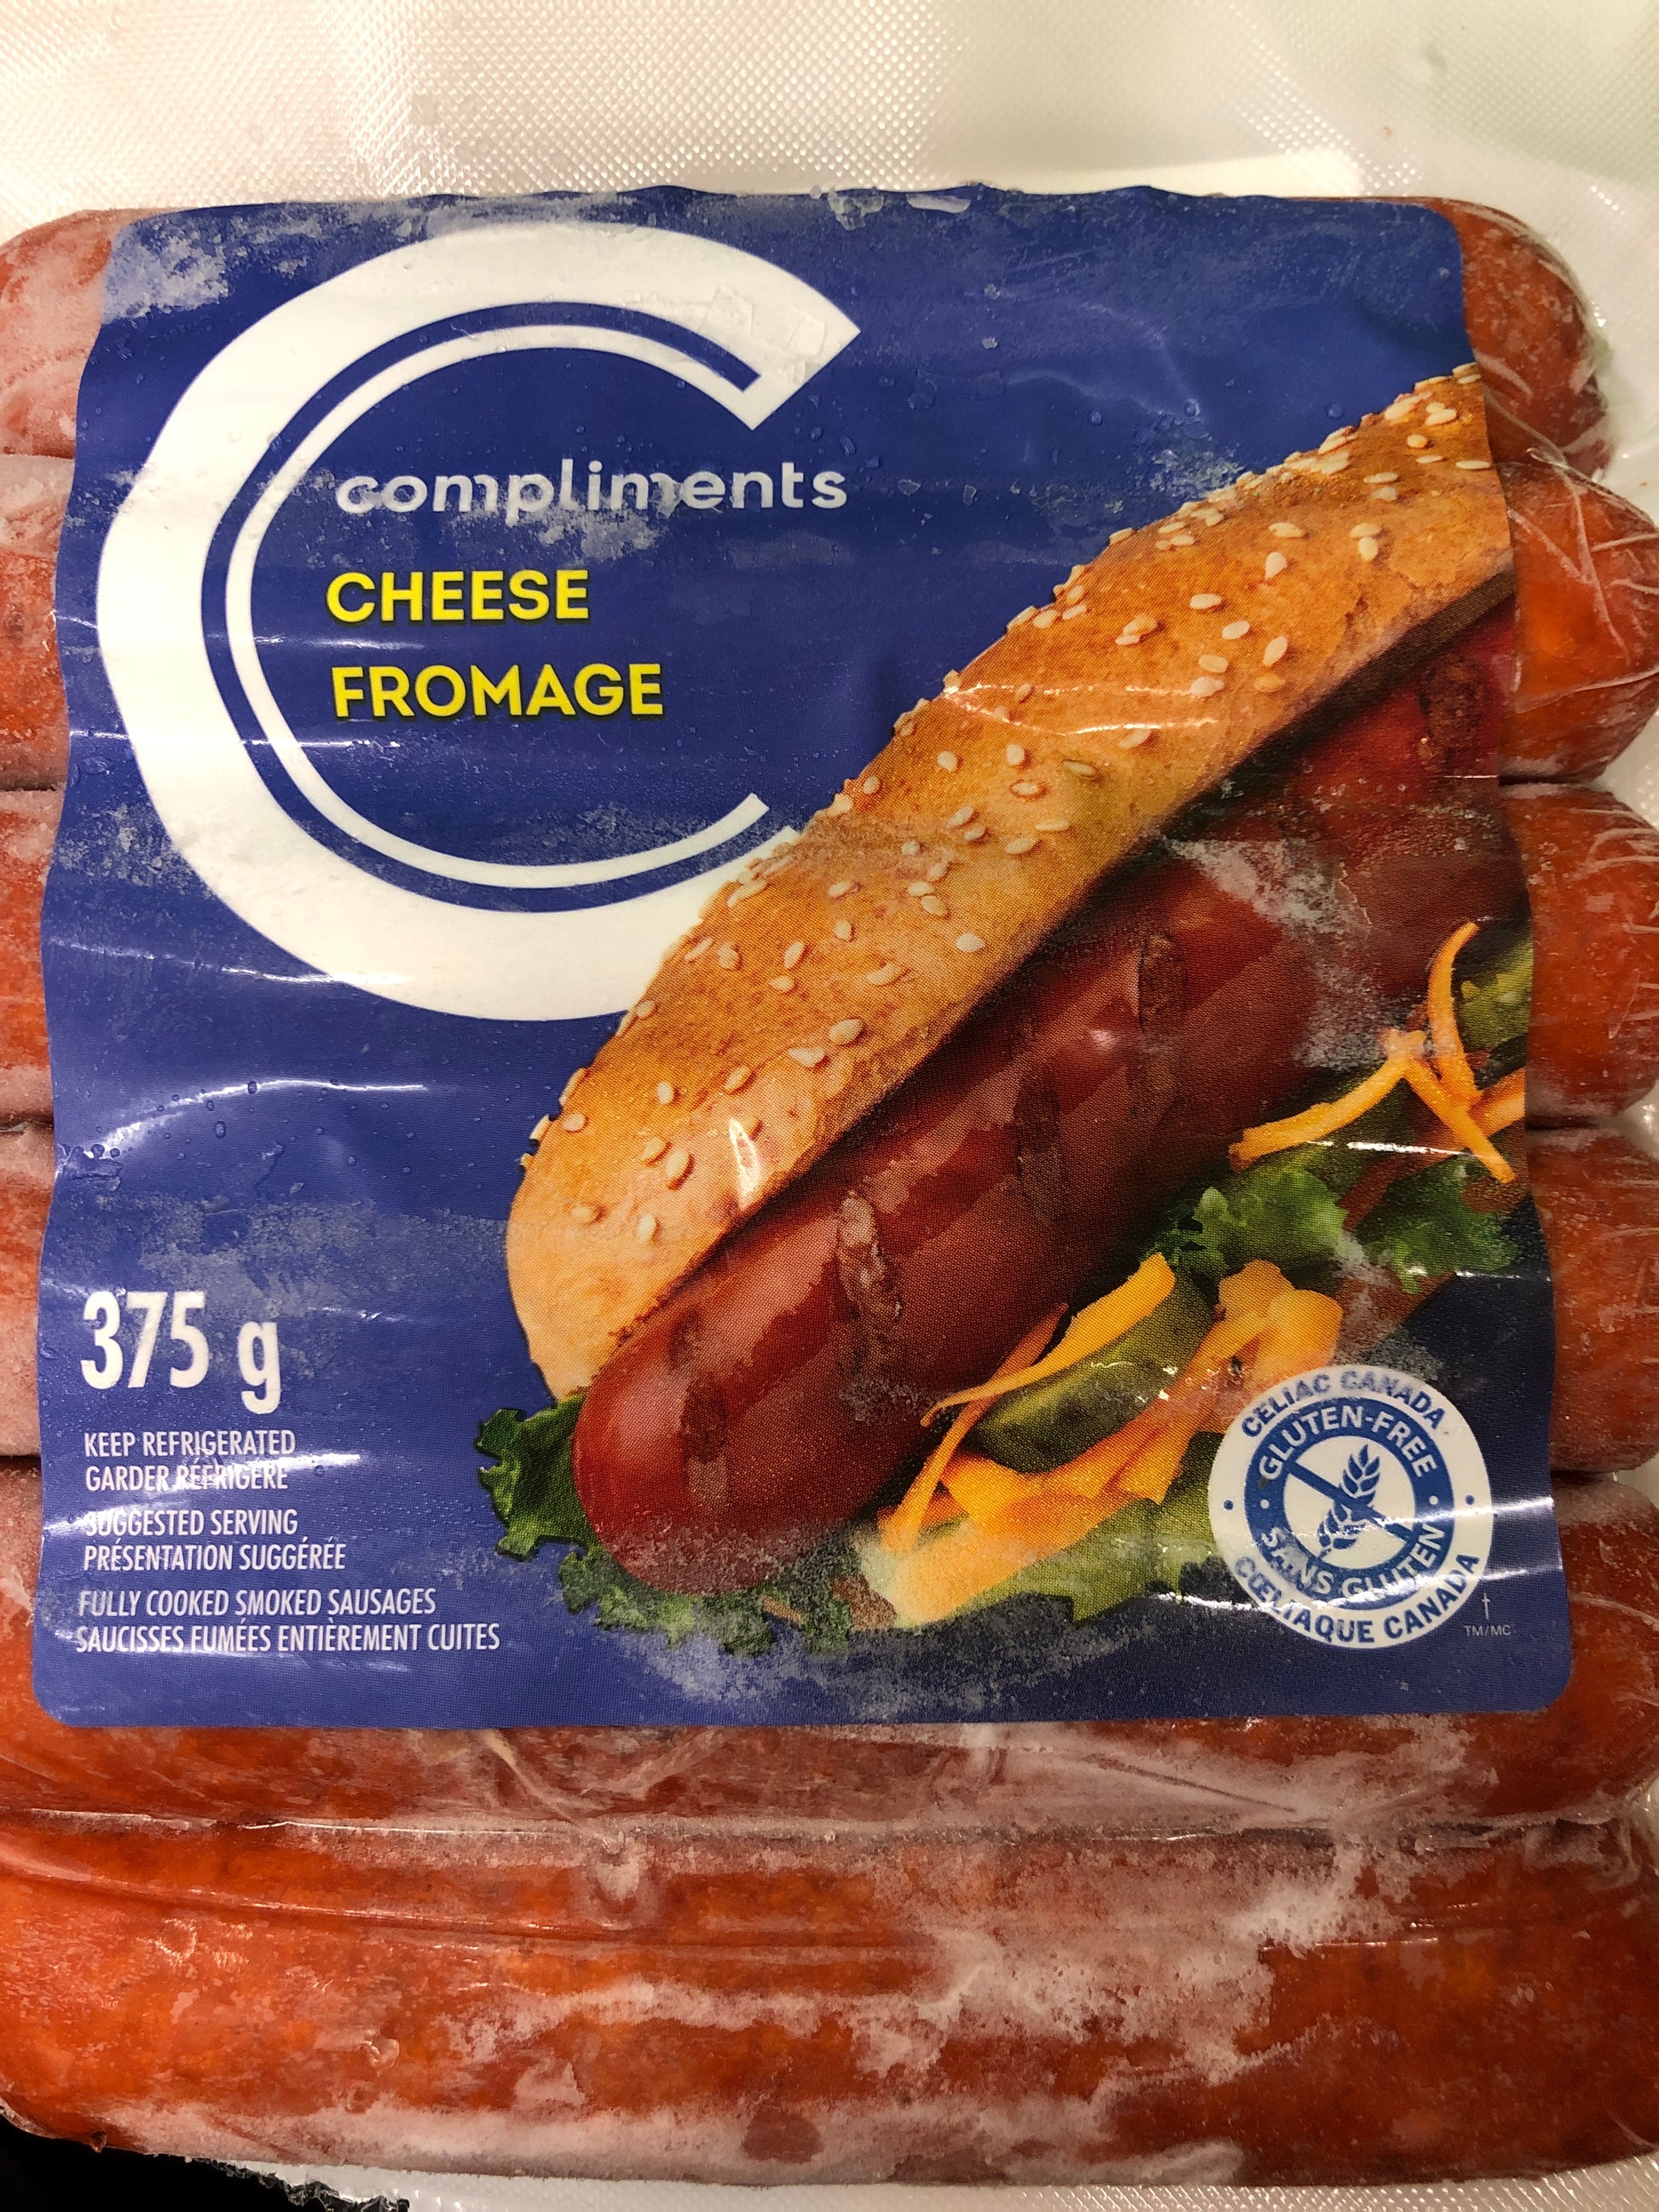 compliments
CHEESE
FROMAGE
375 g
KEEP REFRIGERATED
GARDER RÉFRIGÉRÉ
SUGGESTED SERVING
PRÉSENTATION SUGGÉRÉE
FULLY COOKED SMOKED SAUSAGES
SAUCISSES FUMÉES ENTIÈREMENT CUITES
CELIAC CANADA
GLUTEN-FREE
SANS GLUTEN
CŒLIAQUE CANADA
†
TM/MC